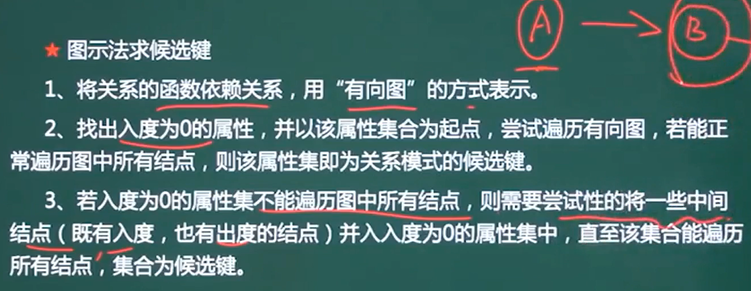 A B
★ 图示法求候选键
1、将关系的函数依赖关系，用“有向图”的方式表示。
2、找出入度为0的属性，并以该属性集合为起点，尝试遍历有向图，若能正
常遍历图中所有结点，则该属性集即为关系模式的候选键。
3、若入度为0的属性集不能遍历图中所有结点，则需要尝试性的将一些中间
结点（既有入度，也有出度的结点）并入入度为0的属性集中，直至该集合能遍历
所有结点，集合为候选键。